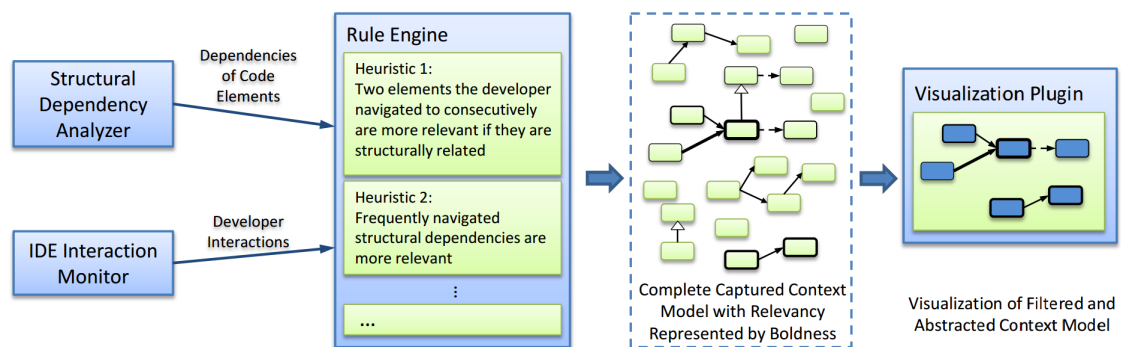 Structural
Dependency
Analyzer
IDE Interaction
Monitor
Dependencies
of Code
Elements
Developer
Interactions
Rule Engine
Heuristic 1:
Two elements the developer
navigated to consecutively
are more relevant if they are
structurally related
Heuristic 2:
Frequently navigated
structural dependencies are
more relevant
⋮
...
Complete Captured Context
Model with Relevancy
Represented by Boldness
Visualization Plugin
Visualization of Filtered and
Abstracted Context Model